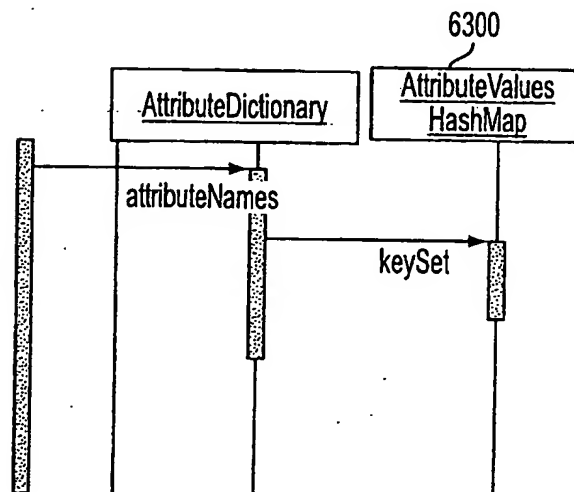 6300
AttributeDictionary
AttributeValues
HashMap
attributeNames
keySet